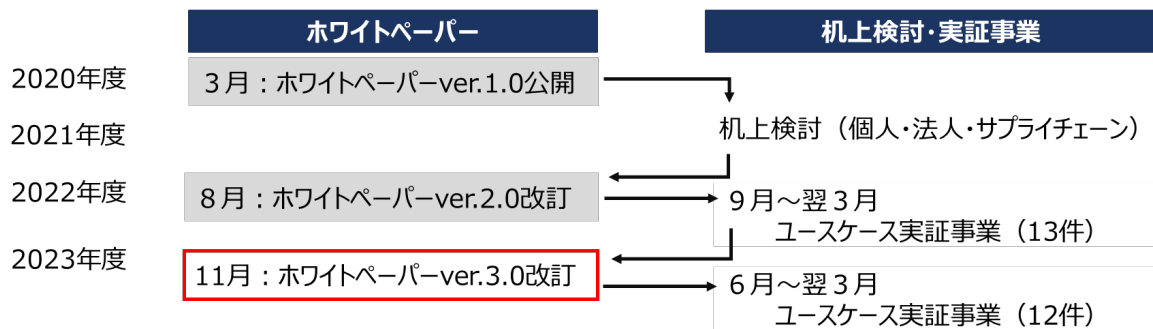 ホワイトペーパー
机上検討・実証事業
2020年度
3月：ホワイトペーパーver.1.0公開
2021年度
机上検討（個人・法人・サプライチェーン）
2022年度
8月：ホワイトペーパーver.2.0改訂
9月～翌3月
ユースケース実証事業（13件）
2023年度
11月：ホワイトペーパーver.3.0改訂
6月～翌3月
ユースケース実証事業（12件）